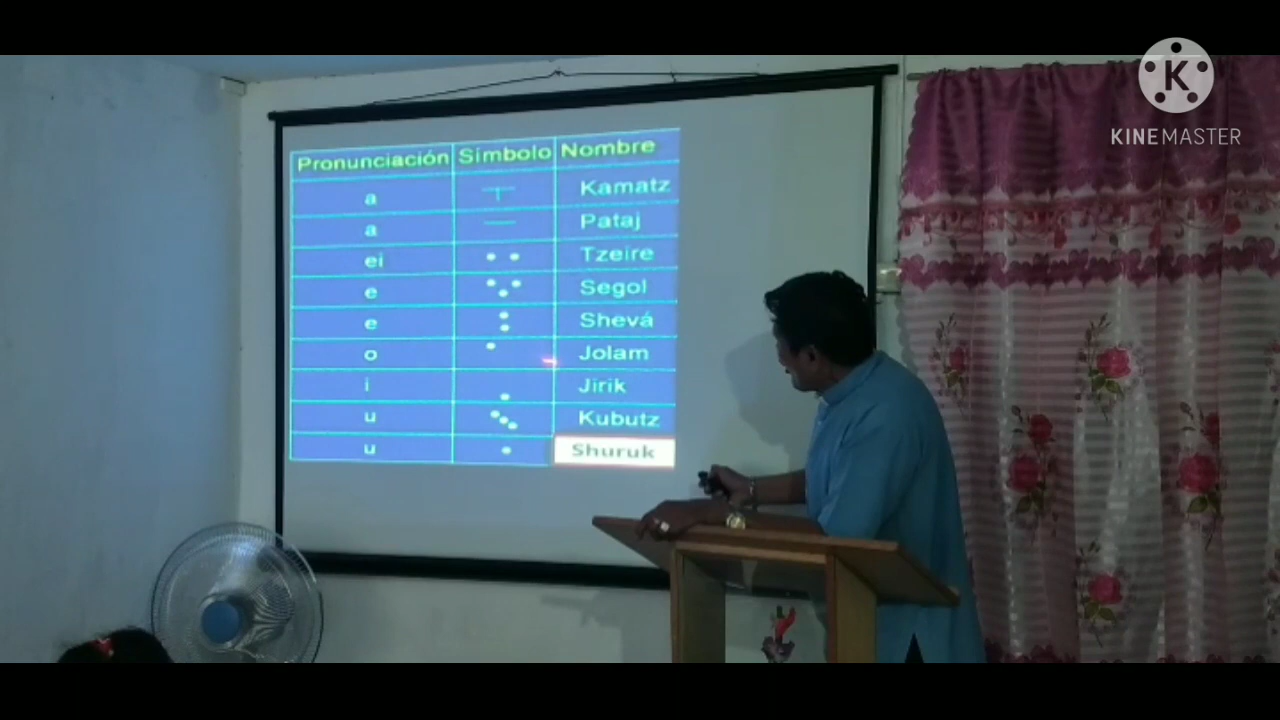 K
KINEMASTER
Pronunciación Símbolo Nombre
a Kamatz
a Pataj
ei Tzeire
e Segol
e Shevá
o Jolam
i Jirik
u Kubutz
u Shuruk